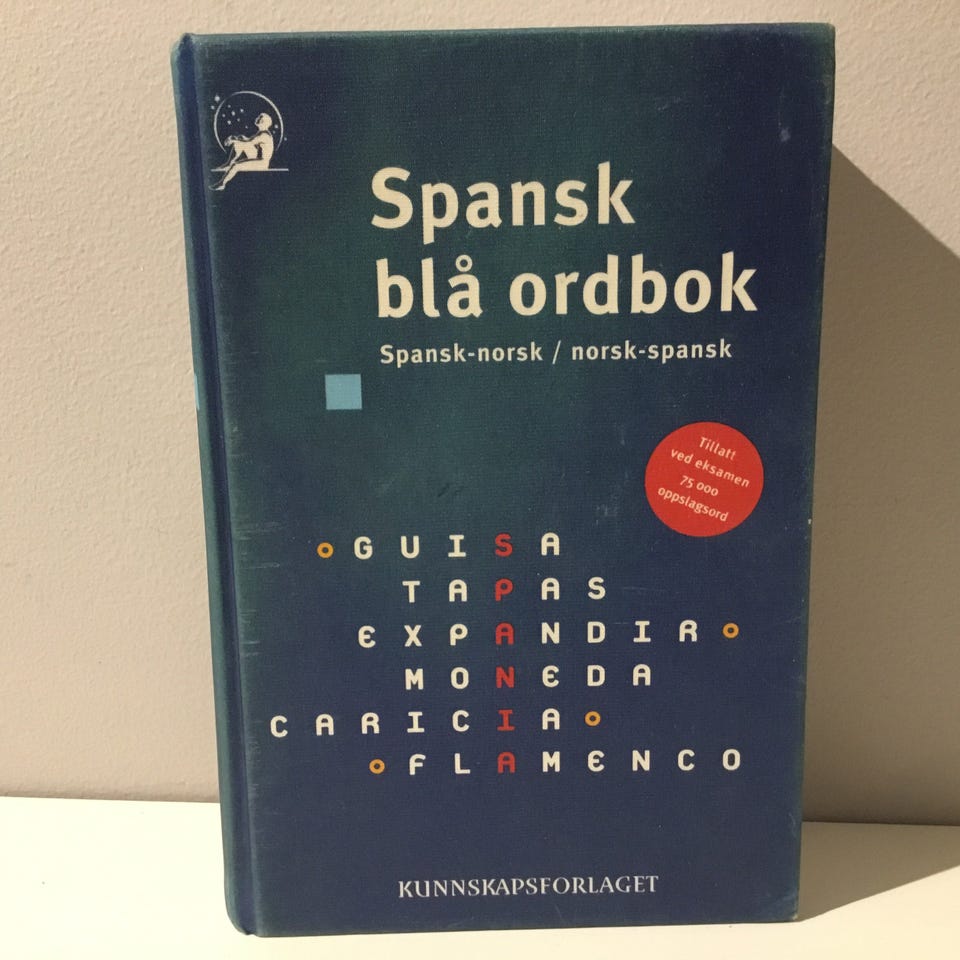 Spansk
blå ordbok
Spansk-norsk / norsk-spansk
Tillatt
ved eksamen
75 000
oppslagsord
GUISA
TAPAS
EXPANDIR
MONEDA
CARICIA
FLAMENCO
KUNNSKAPSFORLAGET